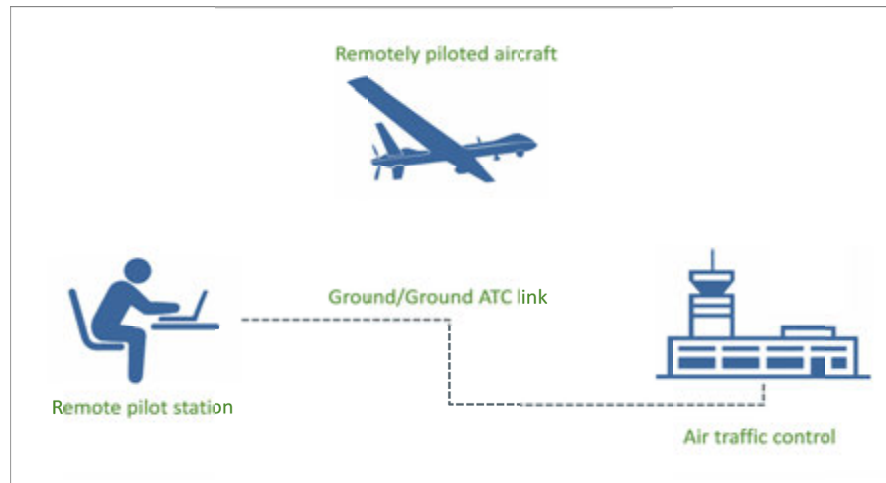 Remotely piloted aircraft
Ground/Ground ATC link
Remote pilot station
Air traffic control